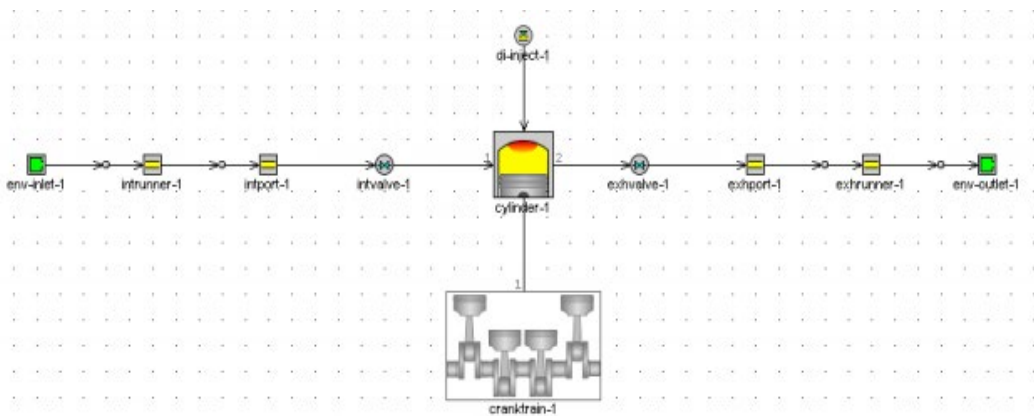 di-inject-1
1
2
env-inlet-1
intrunner-1
intport-1
intvalve-1
exhvalve-1
exhport-1
exhrunner-1
env-outlet-1
cylinder-1
1
cranktrain-1